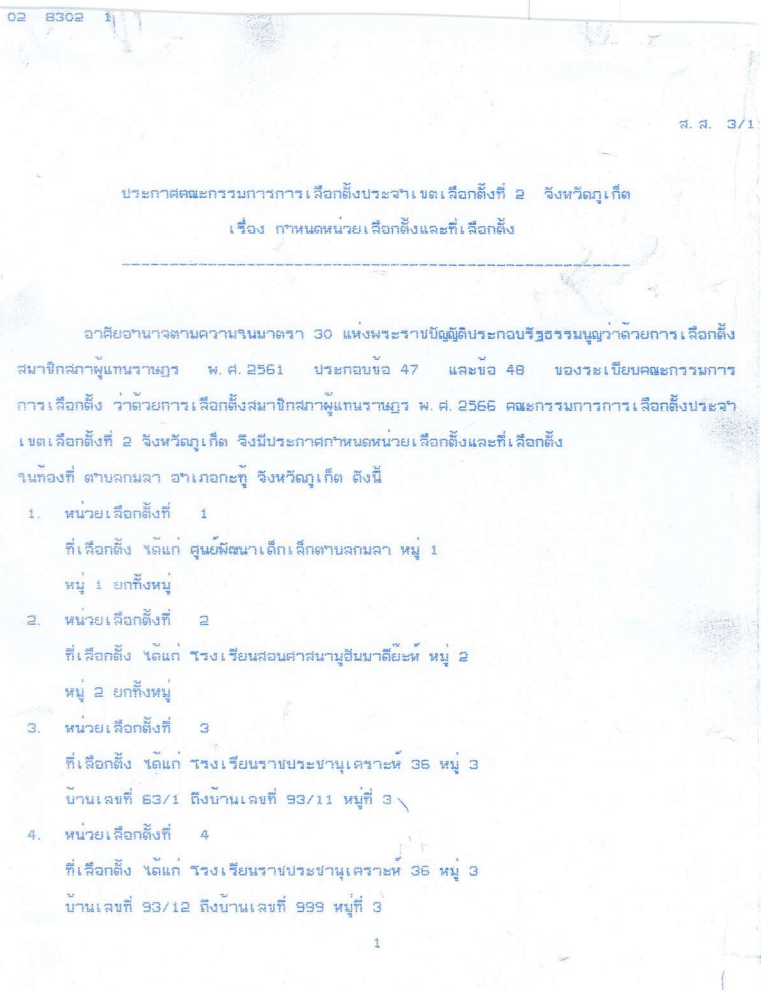 02 8302 1
ส.ส. 3/1
ประกาศคณะกรรมการการเลือกตั้งประจำเขตเลือกตั้งที่ 2 จังหวัดภูเก็ต
เรื่อง กำหนดหน่วยเลือกตั้งและที่เลือกตั้ง
--------------------------------------------------
อาศัยอำนาจตามความในมาตรา 30 แห่งพระราชบัญญัติประกอบรัฐธรรมนูญว่าด้วยการเลือกตั้ง
สมาชิกสภาผู้แทนราษฎร พ.ศ.2561 ประกอบข้อ 47 และข้อ 48 ของระเบียบคณะกรรมการ
การเลือกตั้ง ว่าด้วยการเลือกตั้งสมาชิกสภาผู้แทนราษฎร พ.ศ. 2566 คณะกรรมการการเลือกตั้งประจำ
เขตเลือกตั้งที่ 2 จังหวัดภูเก็ต จึงมีประกาศกำหนดหน่วยเลือกตั้งและที่เลือกตั้ง
ในท้องที่ ตำบลกมลา อำเภอกะทู้ จังหวัดภูเก็ต ดังนี้
1. หน่วยเลือกตั้งที่ 1
ที่เลือกตั้ง ได้แก่ ศูนย์พัฒนาเด็กเล็กตำบลกมลา หมู่ 1
หมู่ 1 ยกทั้งหมู่
2. หน่วยเลือกตั้งที่ 2
ที่เลือกตั้ง ได้แก่ โรงเรียนสอนศาสนามูฮัมมาดียะห์ หมู่ 2
หมู่ 2 ยกทั้งหมู่
3. หน่วยเลือกตั้งที่ 3
ที่เลือกตั้ง ได้แก่ โรงเรียนราชประชานุเคราะห์ 36 หมู่ 3
บ้านเลขที่ 63/1 ถึงบ้านเลขที่ 93/11 หมู่ที่ 3
4. หน่วยเลือกตั้งที่ 4
ที่เลือกตั้ง ได้แก่ โรงเรียนราชประชานุเคราะห์ 36 หมู่ 3
บ้านเลขที่ 93/12 ถึงบ้านเลขที่ 999 หมู่ที่ 3
1